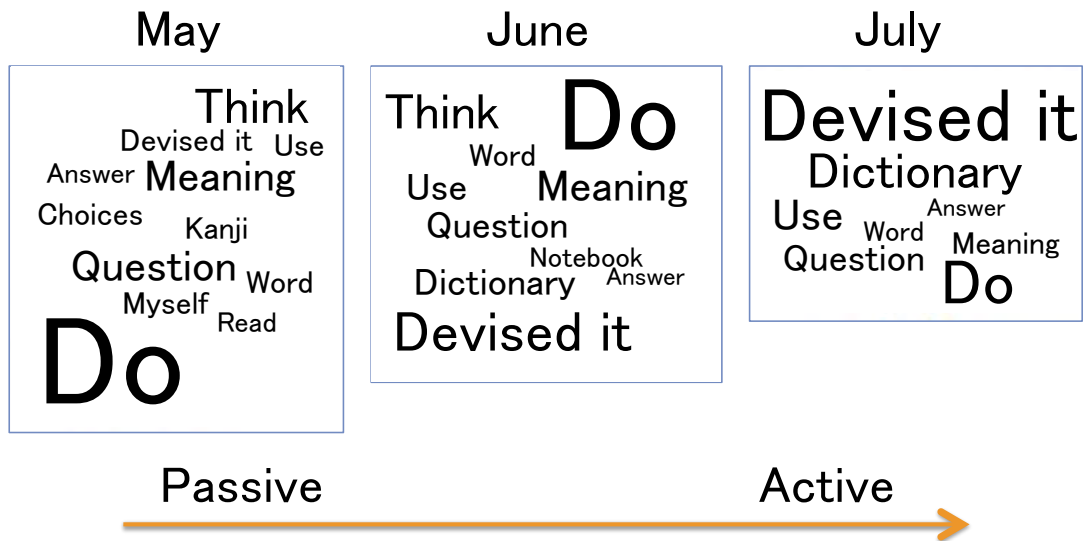 May
Think
Devised it Use
Answer Meaning
Choices
Kanji
Question Word
Myself
Read
Do
June
Think Do
Word
Use Meaning
Question
Notebook
Dictionary Answer
Devised it
July
Devised it
Dictionary
Use Answer
Word
Question Meaning
Do
Passive Active